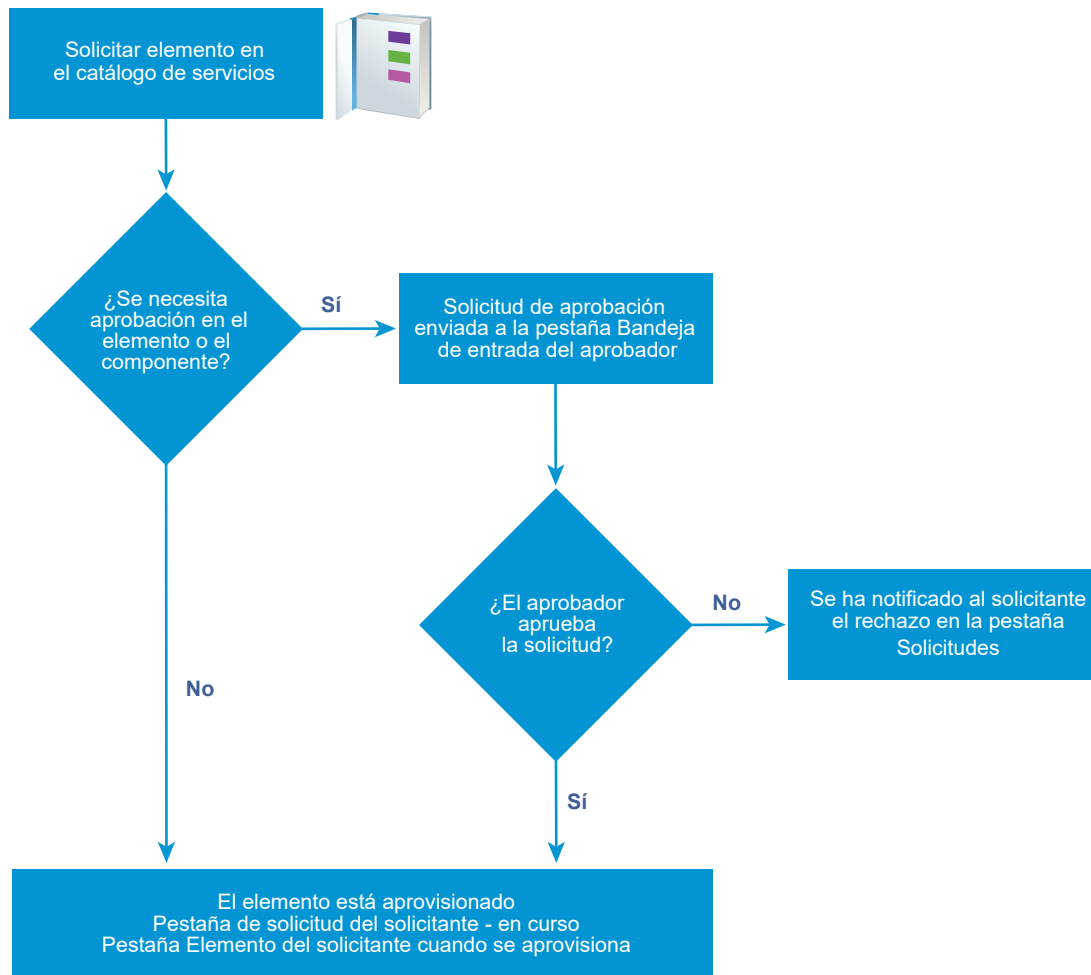 Solicitar elemento en
el catálogo de servicios
¿Se necesita
aprobación en el
elemento o el
componente?
Sí
Solicitud de aprobación
enviada a la pestaña Bandeja
de entrada del aprobador
¿El aprobador
aprueba
la solicitud?
No
Se ha notificado al solicitante
el rechazo en la pestaña
Solicitudes
No
Sí
El elemento está aprovisionado
Pestaña de solicitud del solicitante - en curso
Pestaña Elemento del solicitante cuando se aprovisiona